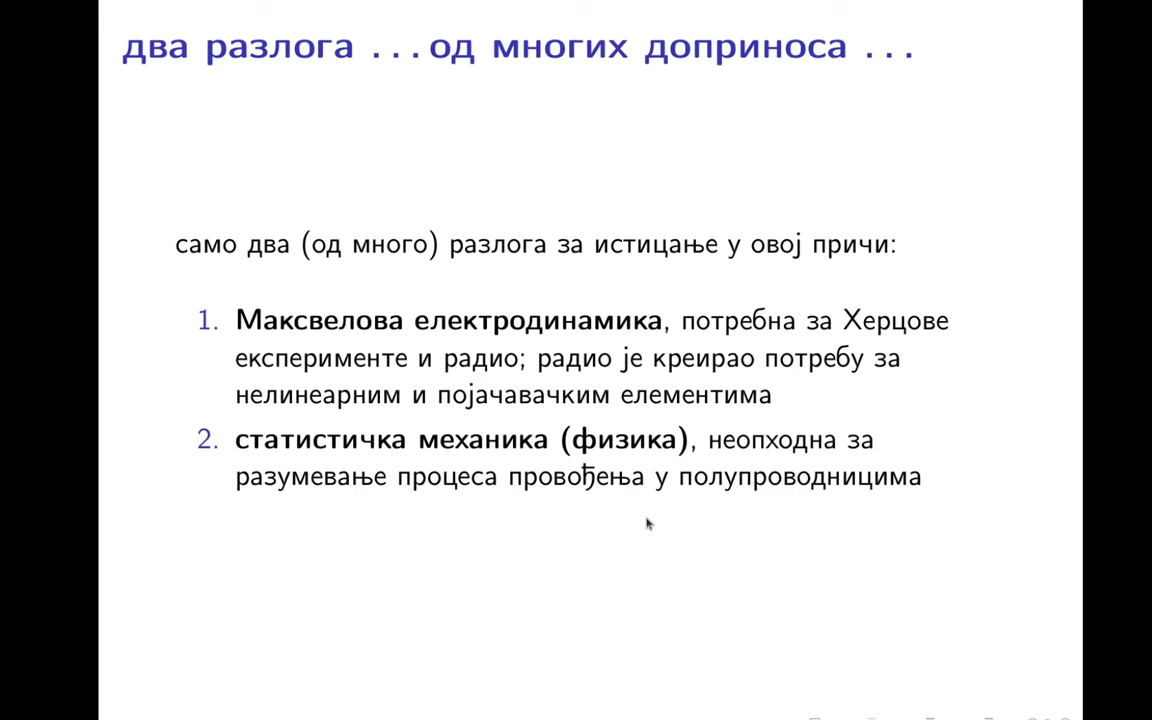 два разлога . . . од многих доприноса . . .
само два (од много) разлога за истицање у овој причи:
1. Максвелова електродинамика, потребна за Херцове
експерименте и радио; радио је креирао потребу за
нелинеарним и појачавачким елементима
2. статистичка механика (физика), неопходна за
разумевање процеса провођења у полупроводницима